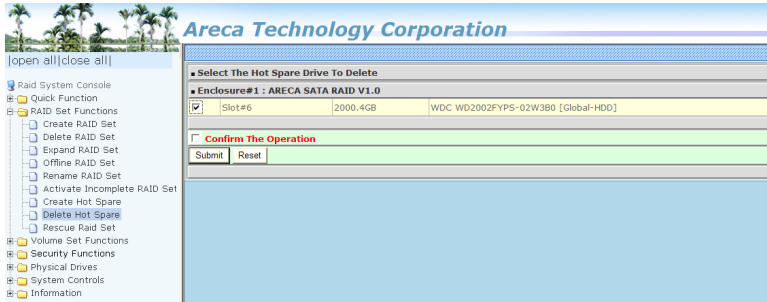 Areca Technology Corporation
|open all|close all|
Raid System Console
Quick Function
RAID Set Functions
Create RAID Set
Delete RAID Set
Expand RAID Set
Offline RAID Set
Rename RAID Set
Activate Incomplete RAID Set
Create Hot Spare
Delete Hot Spare
Rescue Raid Set
Volume Set Functions
Security Functions
Physical Drives
System Controls
Information
Select The Hot Spare Drive To Delete
Enclosure#1 : ARECA SATA RAID V1.0
Slot#6 2000.4GB WDC WD2002FYPS-02W3B0 [Global-HDD]
Confirm The Operation
Submit Reset